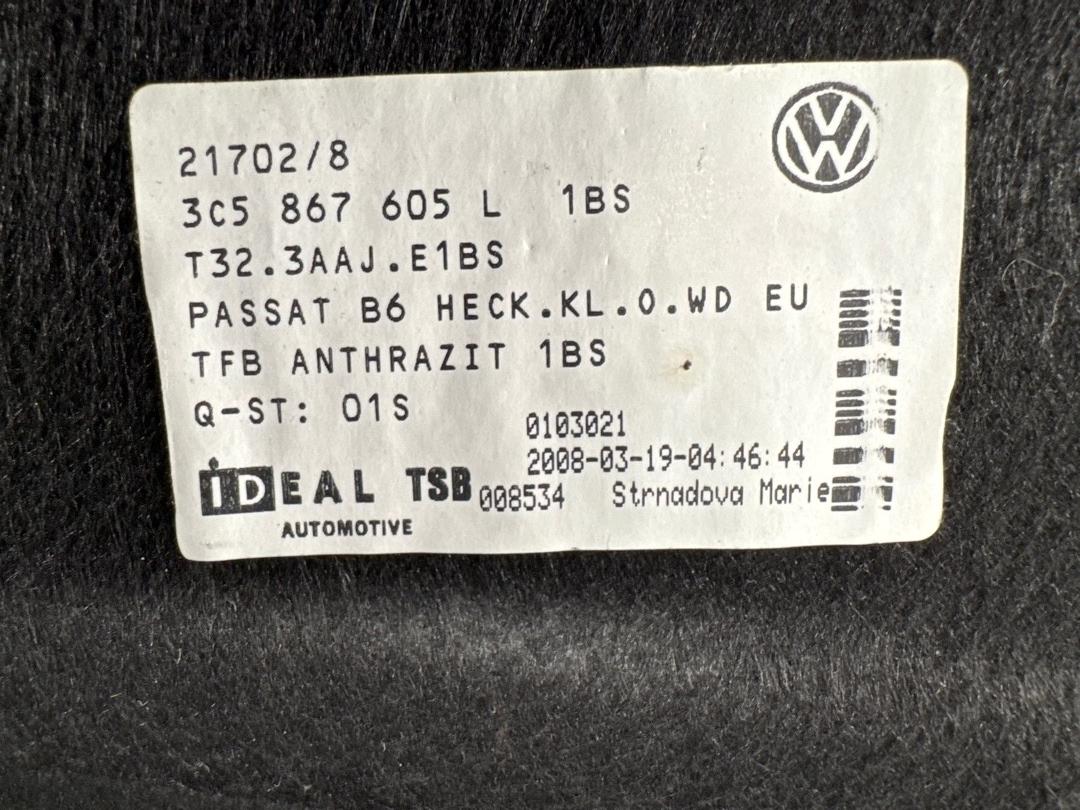 21702/8
3C5 867 605 L 1BS
T32.3AAJ.E1BS
PASSAT B6 HECK.KL.O.WD EU
TFB ANTHRAZIT 1BS
Q-ST: 01S
0103021
2008-03-19-04:46:44
iDEAL TSB 008534 Strnadova Marie
AUTOMOTIVE
VW